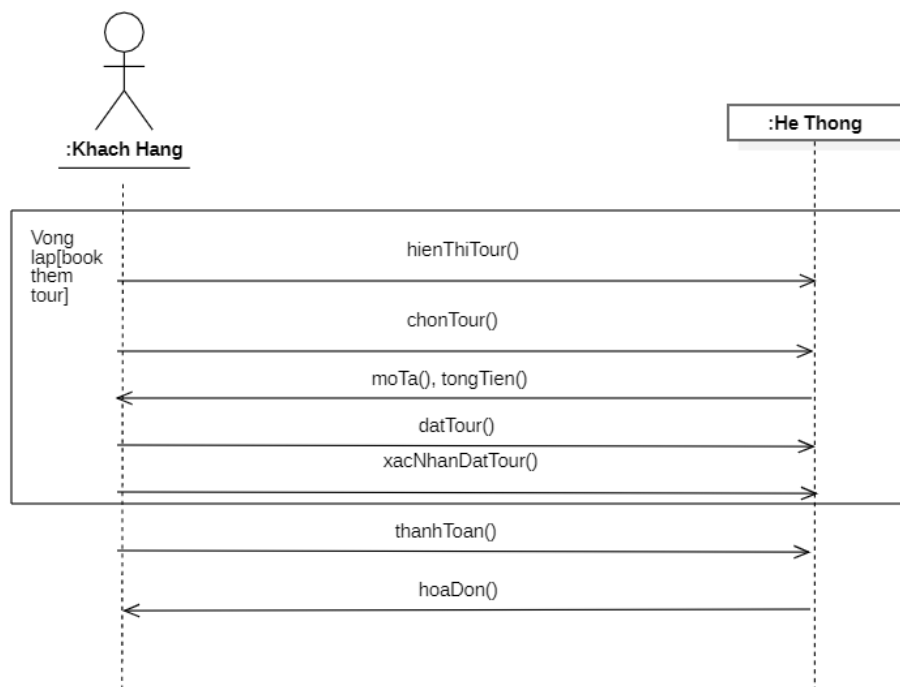 :Khach Hang
:He Thong
Vong
lap[book
them
tour]
hienThiTour()
chonTour()
moTa(), tongTien()
datTour()
xacNhanDatTour()
thanhToan()
hoaDon()